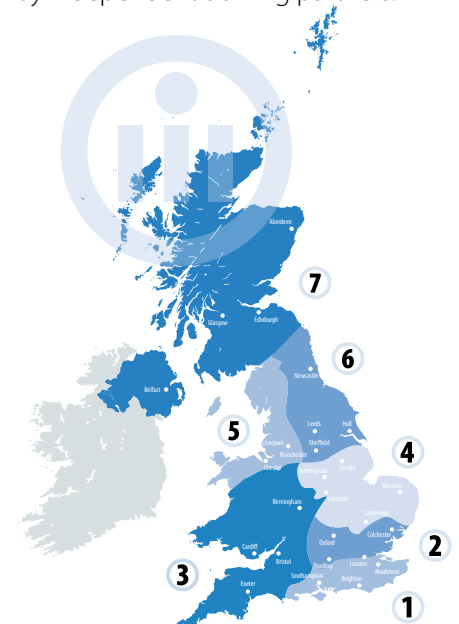 Aberdeen
7
Edinburgh
Glasgow
6
Newcastle
Belfast
5
Leeds
Hull
Liverpool
Sheffield
Manchester
4
Chester
Nottingham
Lincoln
Norwich
Leicester
Birmingham
Cambridge
Colchester
2
Oxford
Cardiff
Bristol
Reading
London
Maidstone
3
Southampton
Brighton
Exeter
1